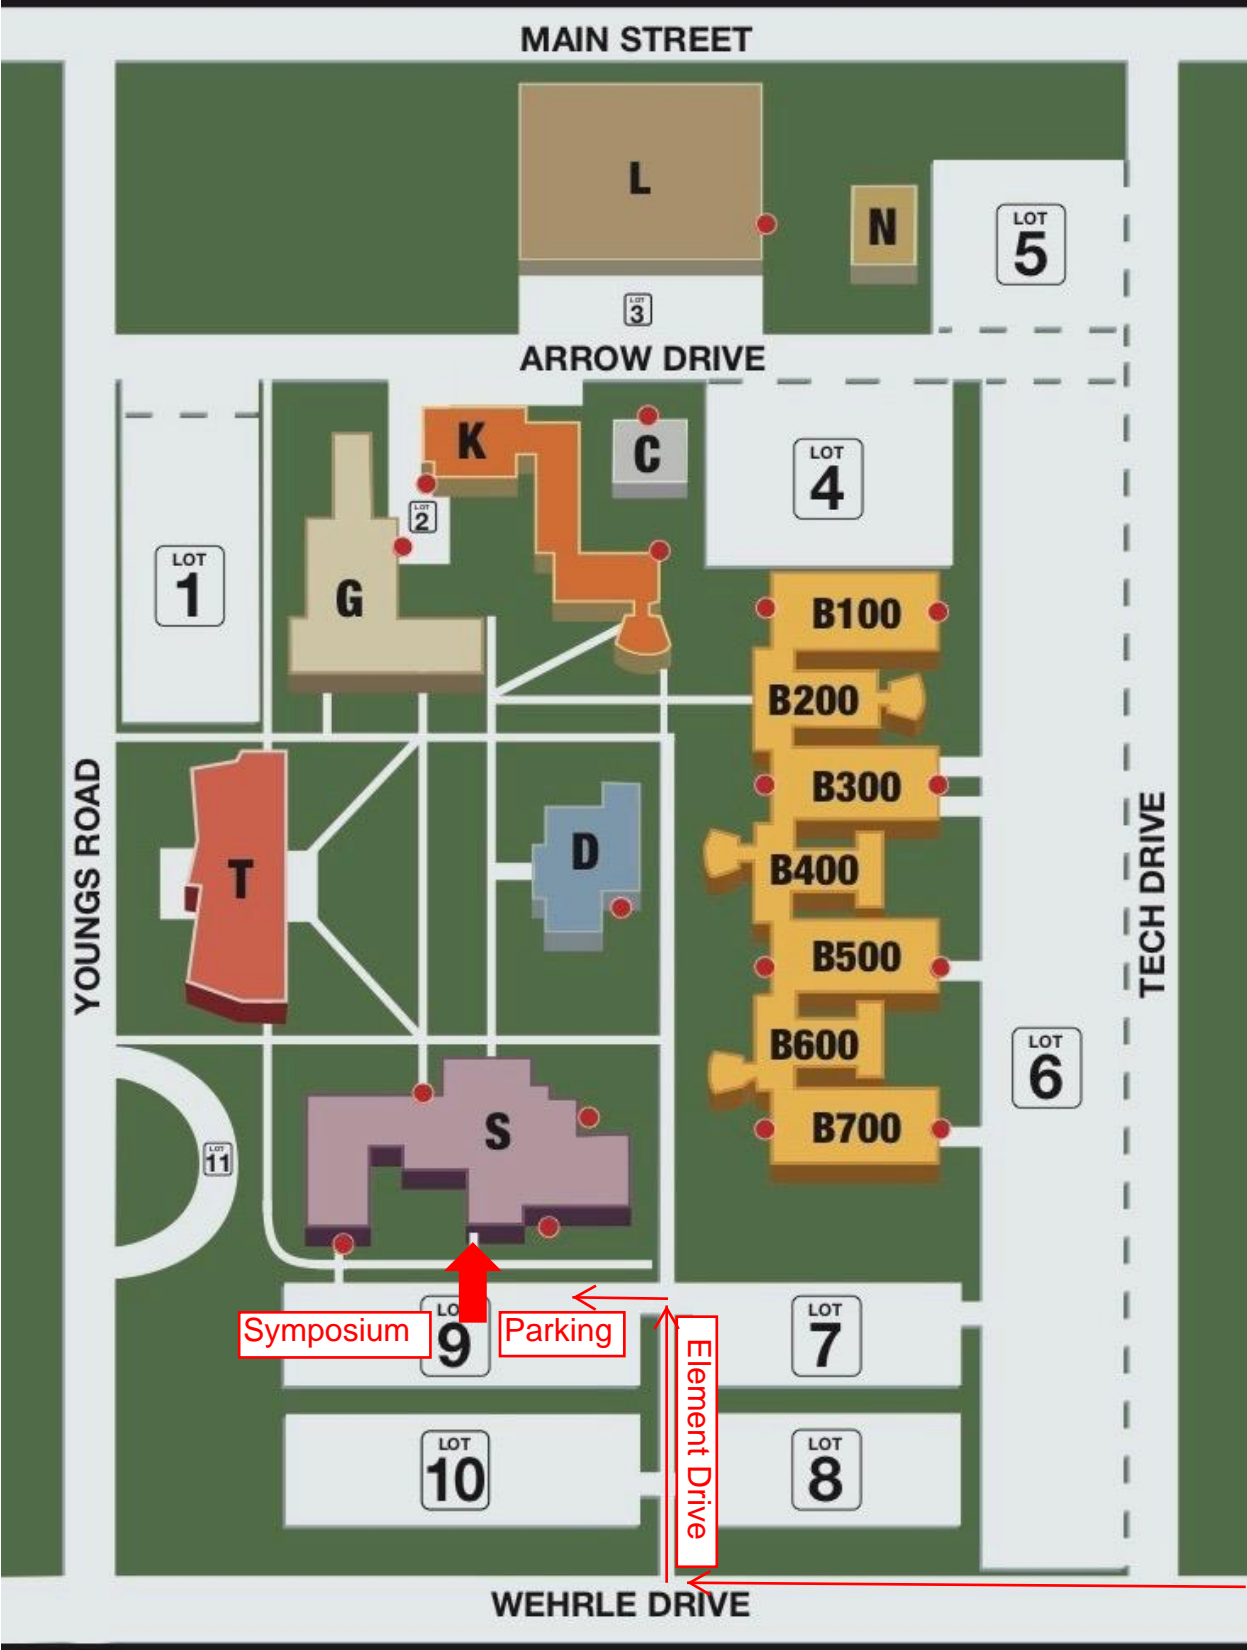 MAIN STREET
L
N
LOT
5
LOT
3
ARROW DRIVE
K
C
LOT
4
LOT
2
LOT
1
G
B100
B200
B300
YOUNGS ROAD
T
D
B400
TECH DRIVE
B500
B600
LOT
6
S
B700
LOT
11
Symposium
LO
9
Parking
Element Drive
LOT
7
LOT
10
LOT
8
WEHRLE DRIVE